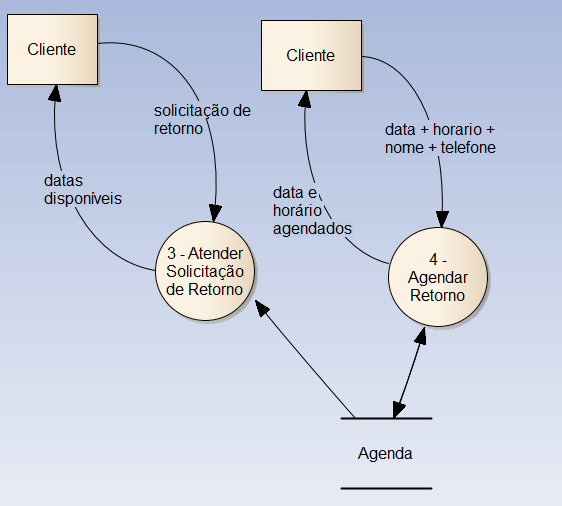 Cliente
Cliente
solicitação de
retorno
data + horario +
nome + telefone
datas
disponíveis
data e
horário
agendados
3 - Atender
Solicitação
de Retorno
4 -
Agendar
Retorno
Agenda